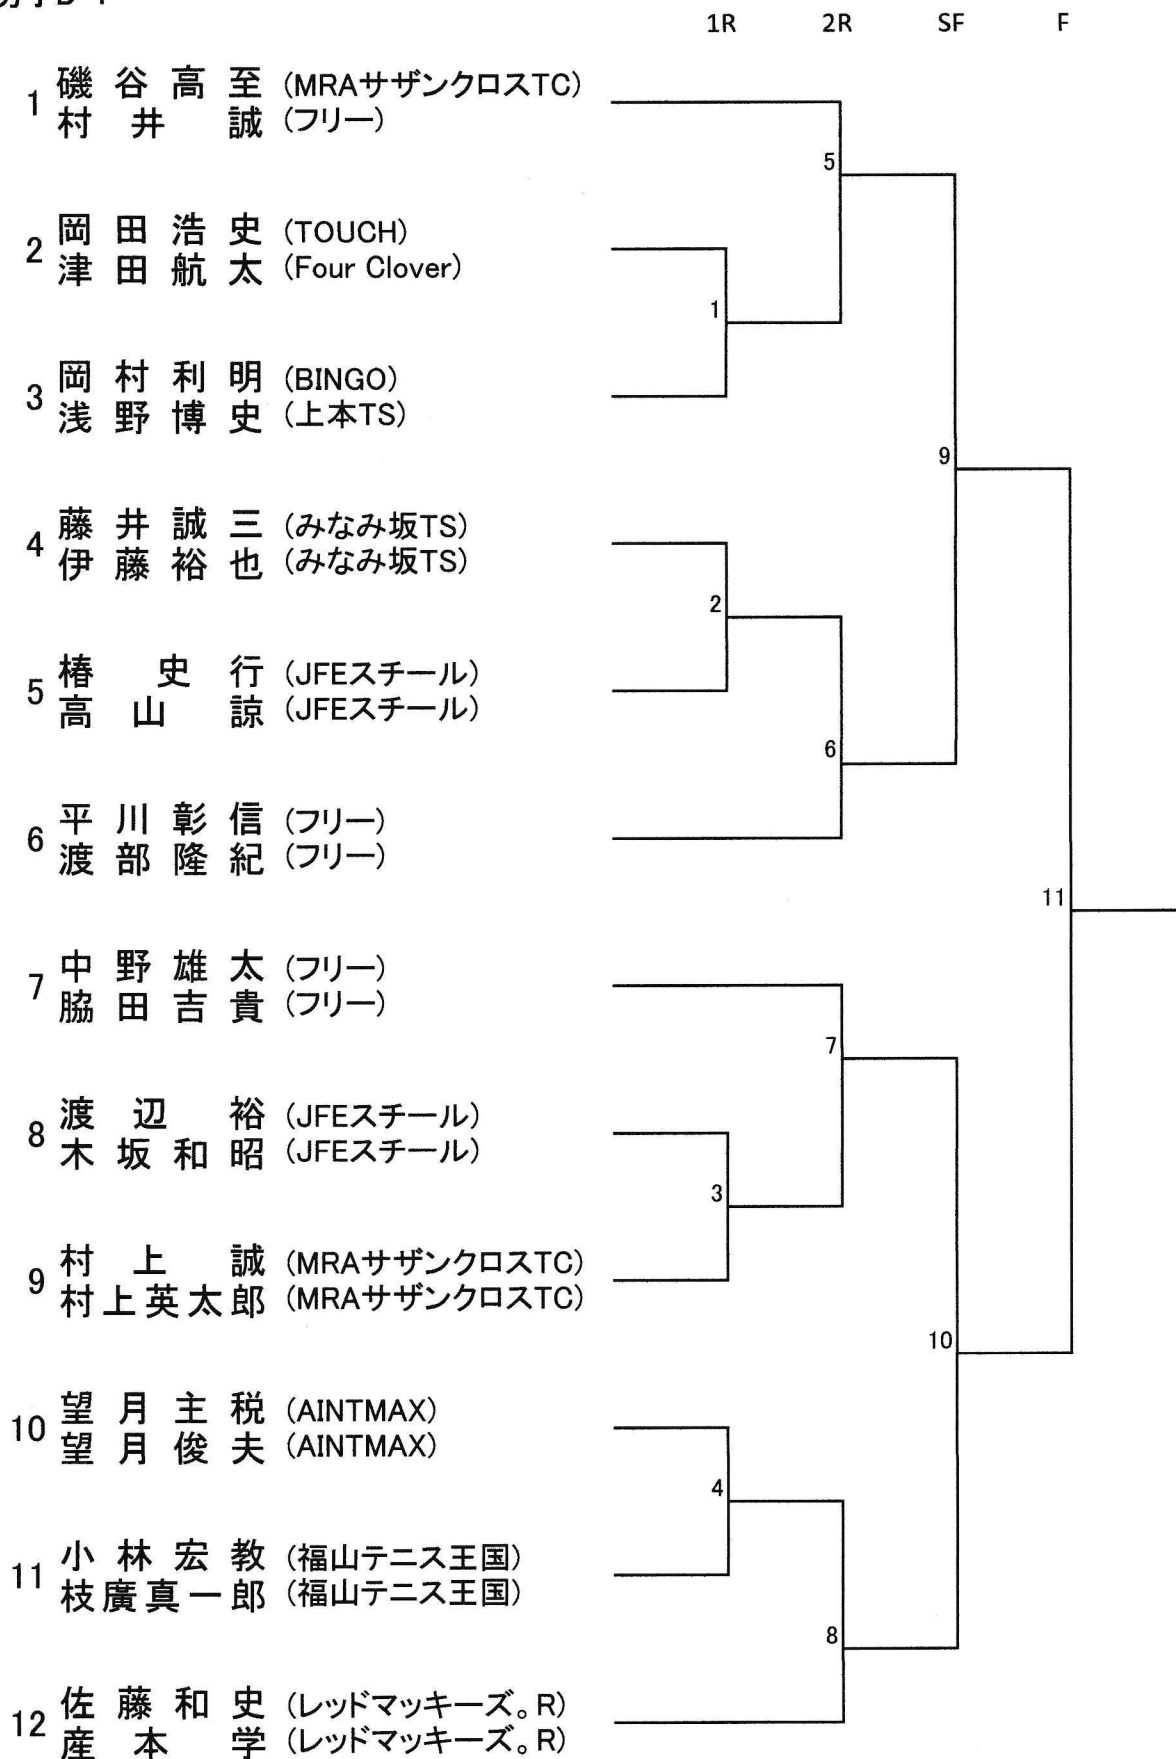 1R 2R SF F
1 磯谷高至 (MRAサザンクロスTC)
村井誠 (フリー)
5
2 岡田浩史 (TOUCH)
津田航太 (Four Clover)
1
3 岡村利明 (BINGO)
浅野博史 (上本TS)
9
4 藤井誠三 (みなみ坂TS)
伊藤裕也 (みなみ坂TS)
2
5 椿史行 (JFEスチール)
高山諒 (JFEスチール)
6
6 平川彰信 (フリー)
渡部隆紀 (フリー)
11
7 中野雄太 (フリー)
脇田吉貴 (フリー)
7
8 渡辺裕 (JFEスチール)
木坂和昭 (JFEスチール)
3
9 村上誠 (MRAサザンクロスTC)
村上英太郎 (MRAサザンクロスTC)
10
10 望月主税 (AINTMAX)
望月俊夫 (AINTMAX)
4
11 小林宏教 (福山テニス王国)
枝廣真一郎 (福山テニス王国)
8
12 佐藤和史 (レッドマッキーズ。R)
産本学 (レッドマッキーズ。R)